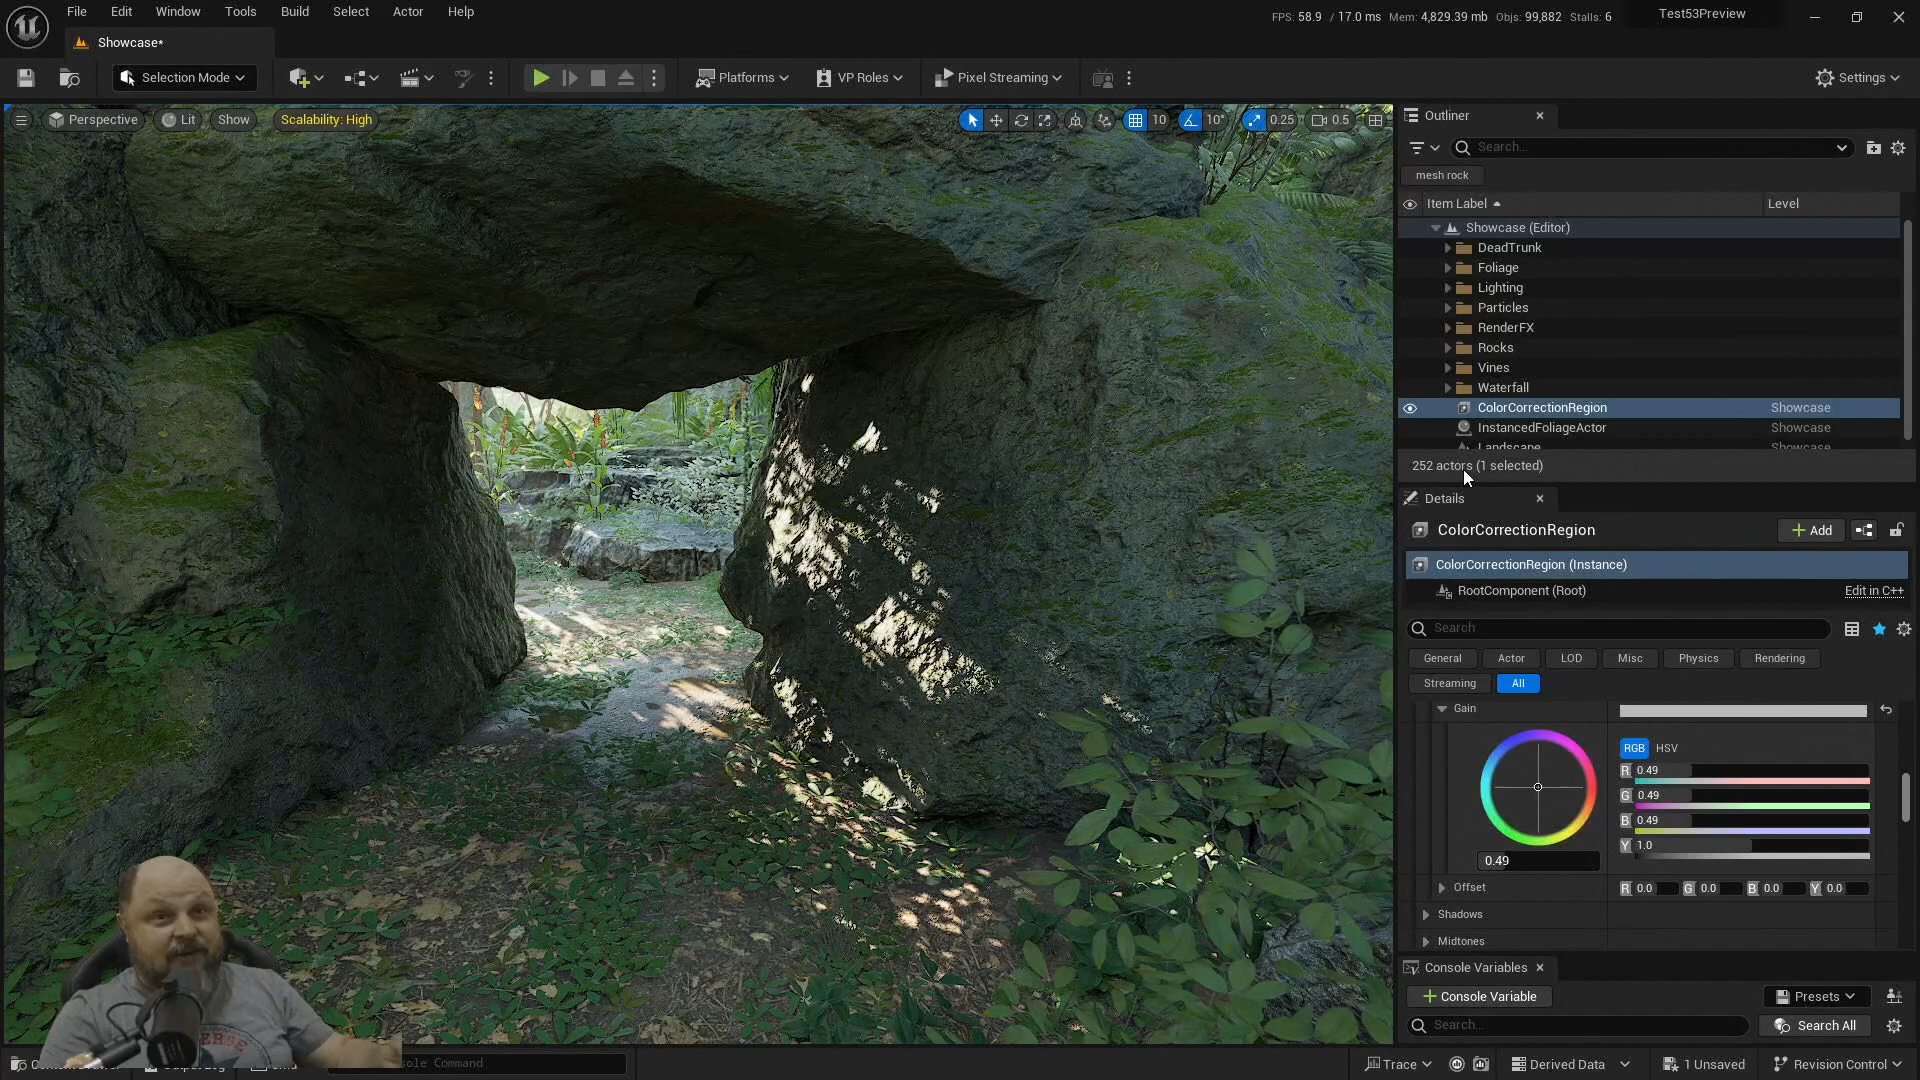 File Edit Window Tools Build Select Actor Help
FPS: 58.9 / 17.0 ms Mem: 4,829.39 mb Objs: 99,882 Stalls: 6
Test53Preview
Showcase*
Selection Mode
Platforms
VP Roles
Pixel Streaming
Settings
Perspective
Lit
Show
Scalability: High
10
10°
0.25
0.5
Outliner
Search...
mesh rock
Item Label
Level
Showcase (Editor)
DeadTrunk
Foliage
Lighting
Particles
RenderFX
Rocks
Vines
Waterfall
ColorCorrectionRegion Showcase
InstancedFoliageActor Showcase
Landscape Showcase
252 actors (1 selected)
Details
ColorCorrectionRegion
Add
ColorCorrectionRegion (Instance)
RootComponent (Root)
Edit in C++
Search
General Actor LOD Misc Physics Rendering
Streaming All
Gain
RGB HSV
R 0.49
G 0.49
B 0.49
Y 1.0
0.49
Offset
R 0.0 G 0.0 B 0.0 Y 0.0
Shadows
Midtones
Console Variables
Console Variable
Presets
Search...
Search All
ole Command
Trace
Derived Data
1 Unsaved
Revision Control